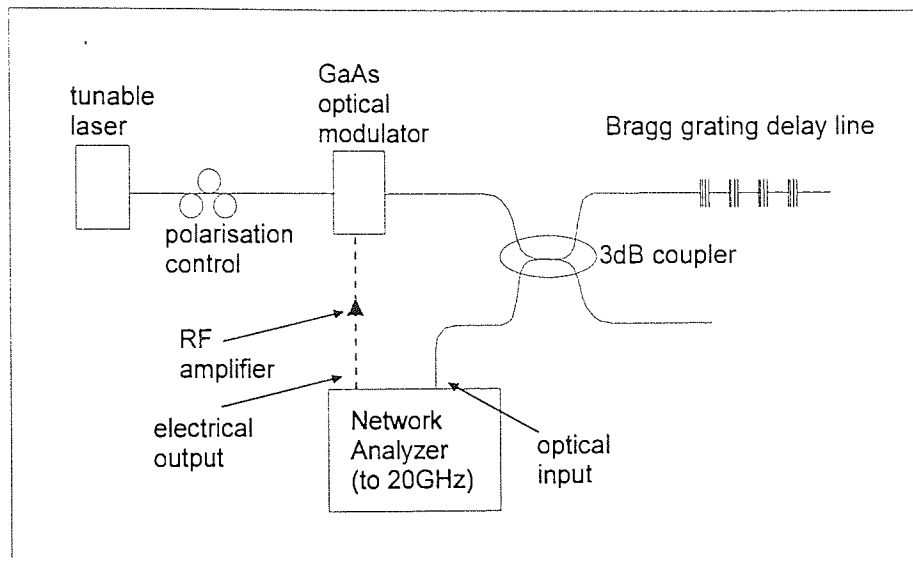 GaAs
optical
modulator
tunable
laser
Bragg grating delay line
polarisation
control
3dB coupler
RF
amplifier
electrical
output
Network
Analyzer
(to 20GHz)
optical
input